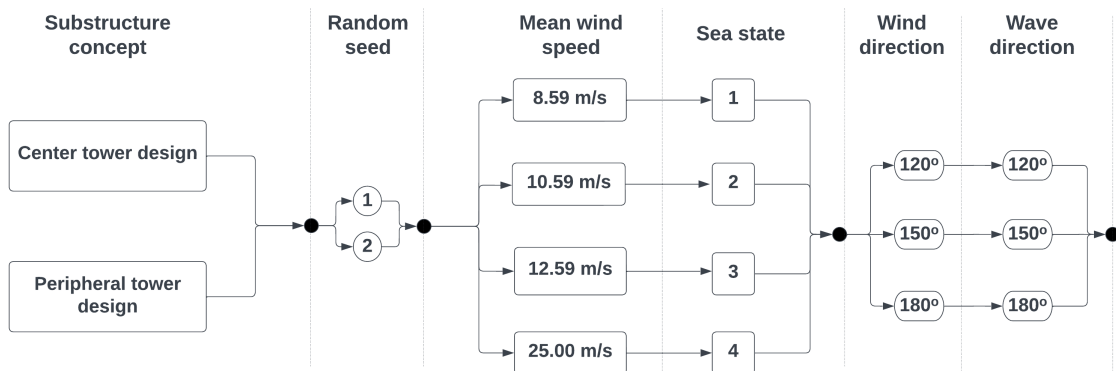 Substructure
concept
Random
seed
Mean wind
speed
Sea state
Wind
direction
Wave
direction
Center tower design
Peripheral tower
design
1
2
8.59 m/s
1
10.59 m/s
2
12.59 m/s
3
25.00 m/s
4
120º
120º
150º
150º
180º
180º